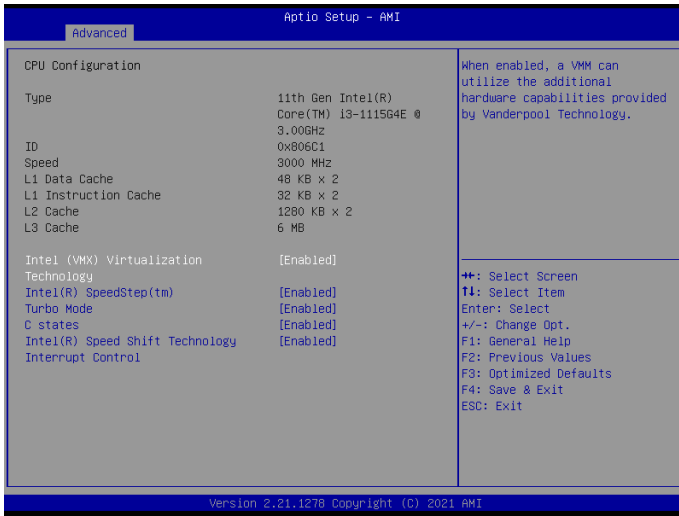 Aptio Setup – AMI
Advanced
CPU Configuration
Type 11th Gen Intel(R)
Core(TM) i3-1115G4E @
3.00GHz
ID 0x806C1
Speed 3000 MHz
L1 Data Cache 48 KB x 2
L1 Instruction Cache 32 KB x 2
L2 Cache 1280 KB x 2
L3 Cache 6 MB
Intel (VMX) Virtualization [Enabled]
Technology
Intel(R) SpeedStep(tm) [Enabled]
Turbo Mode [Enabled]
C states [Enabled]
Intel(R) Speed Shift Technology [Enabled]
Interrupt Control
When enabled, a VMM can
utilize the additional
hardware capabilities provided
by Vanderpool Technology.
→←: Select Screen
↑↓: Select Item
Enter: Select
+/-: Change Opt.
F1: General Help
F2: Previous Values
F3: Optimized Defaults
F4: Save & Exit
ESC: Exit
Version 2.21.1278 Copyright (C) 2021 AMI